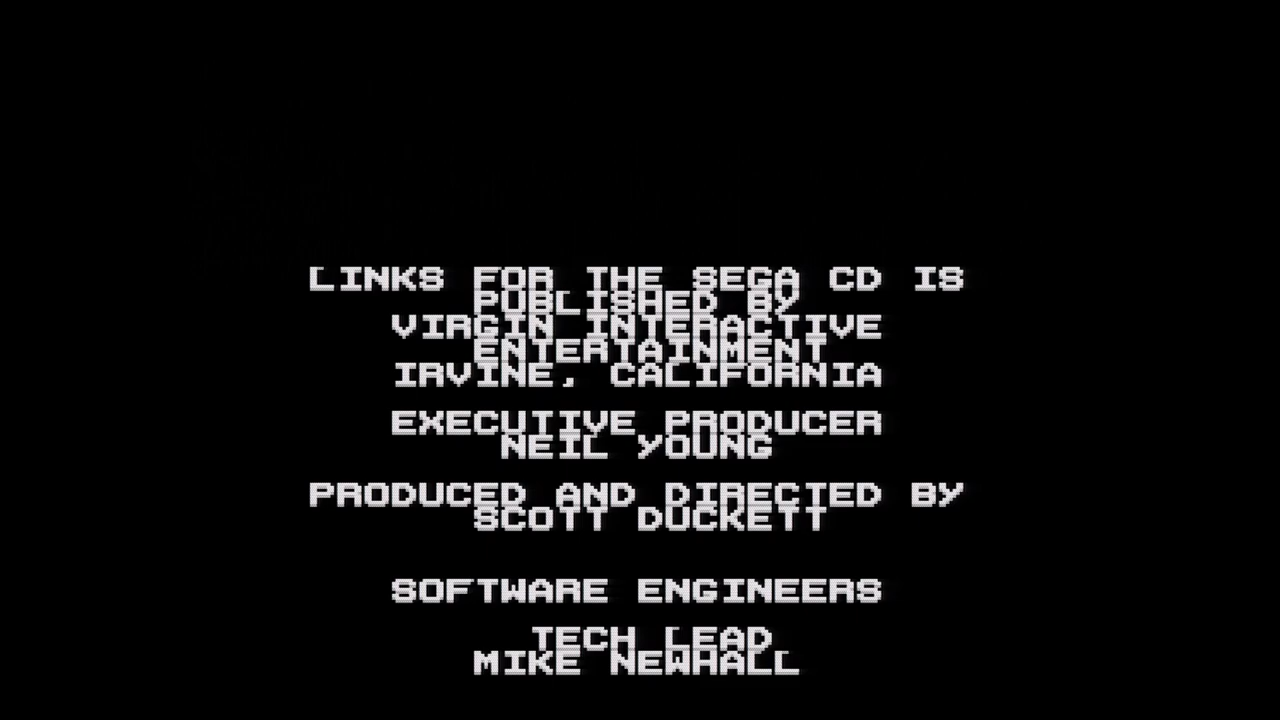 LINKS FOR THE SEGA CD IS
PUBLISHED BY
VIRGIN INTERACTIVE
ENTERTAINMENT
IRVINE, CALIFORNIA
EXECUTIVE PRODUCER
NEIL YOUNG
PRODUCED AND DIRECTED BY
SCOTT DUCKETT
SOFTWARE ENGINEERS
TECH LEAD
MIKE NEWHALL